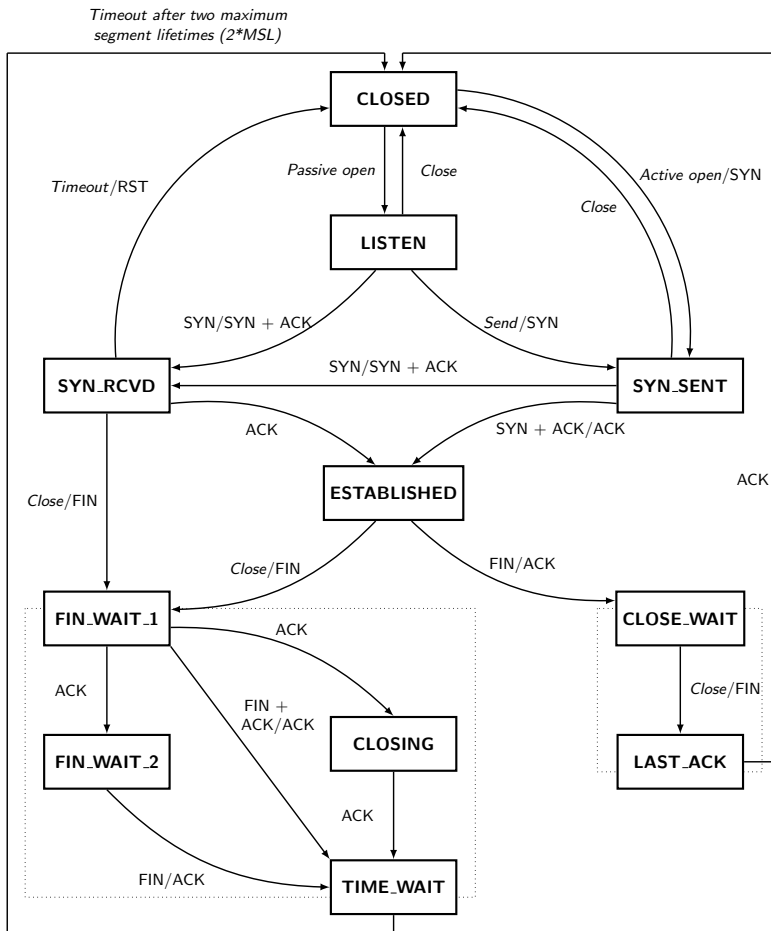 Timeout after two maximum
segment lifetimes (2*MSL)
CLOSED
Timeout/RST
Passive open
Close
Active open/SYN
Close
LISTEN
SYN/SYN + ACK
Send/SYN
SYN_RCVD
SYN/SYN + ACK
SYN_SENT
ACK
SYN + ACK/ACK
ESTABLISHED
ACK
Close/FIN
Close/FIN
FIN/ACK
FIN_WAIT_1
ACK
CLOSE_WAIT
ACK
FIN +
ACK/ACK
Close/FIN
FIN_WAIT_2
CLOSING
LAST_ACK
ACK
FIN/ACK
TIME_WAIT